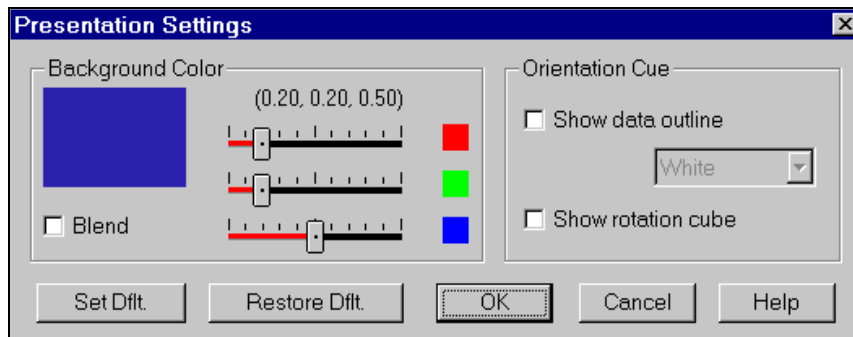 Presentation Settings
Background Color
(0.20, 0.20, 0.50)
Blend
Orientation Cue
Show data outline
White
Show rotation cube
Set Dflt.
Restore Dflt.
OK
Cancel
Help